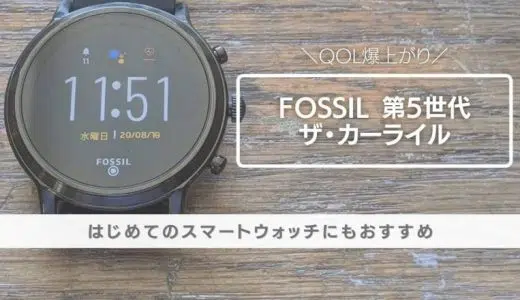 ＼QOL爆上がり／
FOSSIL 第5世代
ザ・カーライル
11
11:51
水曜日 20/08/19
FOSSIL
はじめてのスマートウォッチにもおすすめ